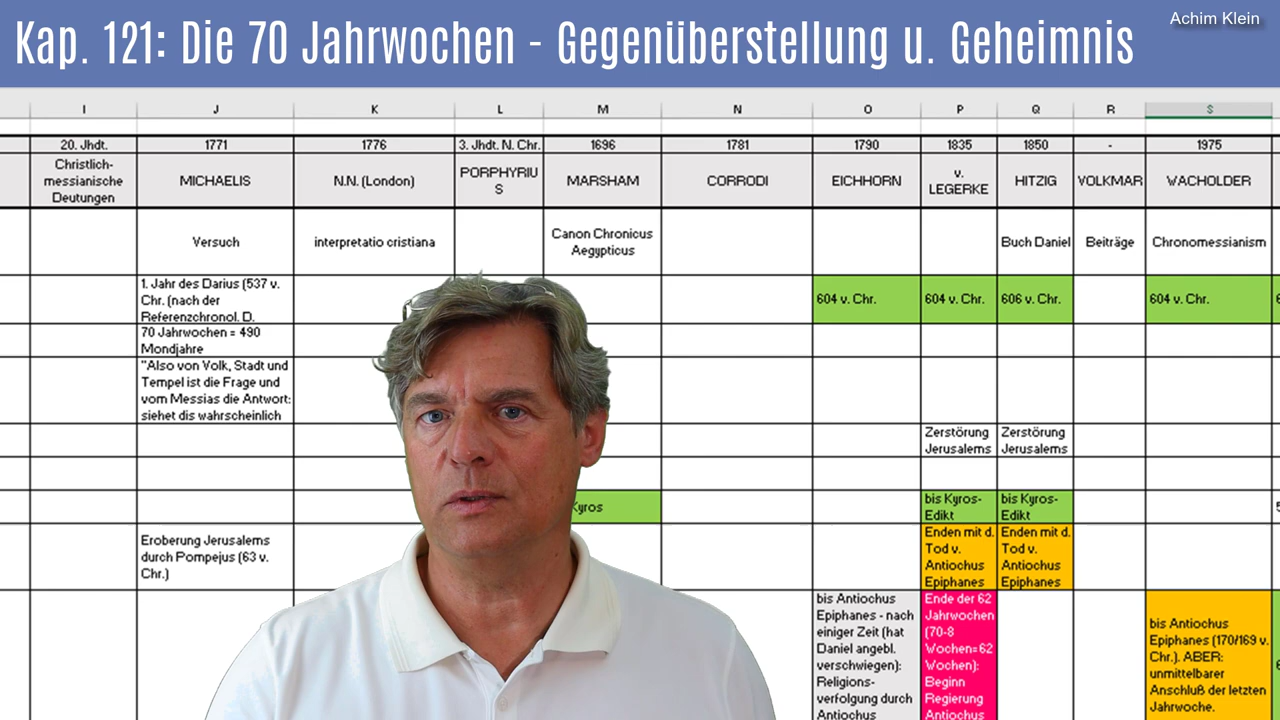 Kap. 121: Die 70 Jahrwochen - Gegenüberstellung u. Geheimnis
Achim Klein
I J K L M N O P Q R S
20. Jhdt. 1771 1776 3. Jhdt. N. Chr. 1696 1781 1790 1835 1850 - 1975
Christlich-
messianische
Deutungen
MICHAELIS
N.N. (London)
PORPHYRIU
S
MARSHAM
CORRODI
EICHHORN
v.
LEGERKE
HITZIG
VOLKMAR
WACHOLDER
Versuch
interpretatio cristiana
Canon Chronicus
Aegypticus
Buch Daniel
Beiträge
Chronomessianism
1. Jahr des Darius (537 v.
Chr. (nach der
Referenzchronol. D.
604 v. Chr.
604 v. Chr.
606 v. Chr.
604 v. Chr.
70 Jahrwochen = 490
Mondjahre
"Also von Volk, Stadt und
Tempel ist die Frage und
vom Messias die Antwort:
siehet dis wahrscheinlich
Zerstörung
Jerusalems
Zerstörung
Jerusalems
Kyros
bis Kyros-
Edikt
bis Kyros-
Edikt
Eroberung Jerusalems
durch Pompejus (63 v.
Chr.)
Enden mit d.
Tod v.
Antiochus
Epiphanes
Enden mit d.
Tod v.
Antiochus
Epiphanes
bis Antiochus
Epiphanes - nach
einiger Zeit (hat
Daniel angebl.
verschwiegen):
Religions-
verfolgung durch
Antiochus
Ende der 62
Jahrwochen
(70-8
Wochen=62
Wochen):
Beginn
Regierung
Antiochus
bis Antiochus
Epiphanes (170/169 v.
Chr.). ABER:
unmittelbarer
Anschluß der letzten
Jahrwoche.